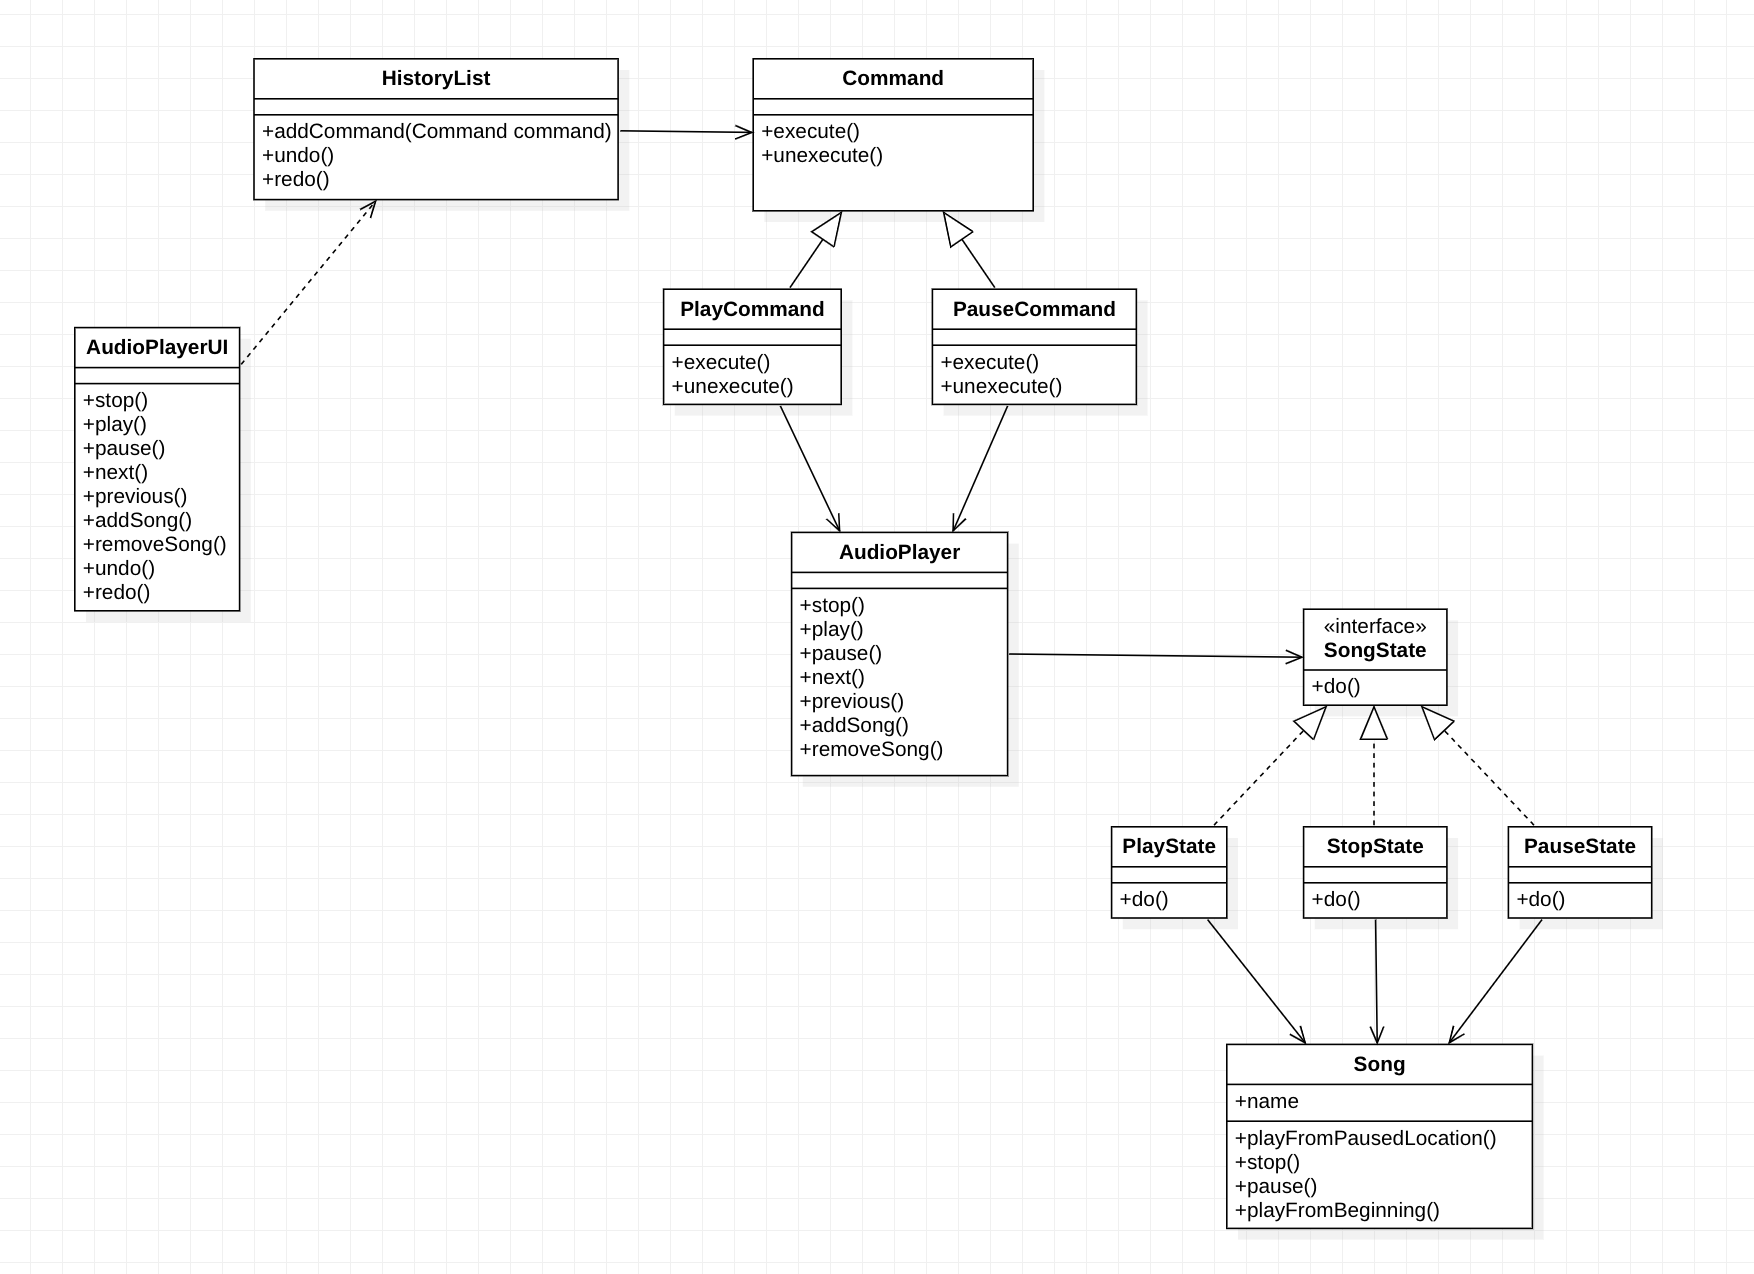 HistoryList
+addCommand(Command command)
+undo()
+redo()
Command
+execute()
+unexecute()
PlayCommand
+execute()
+unexecute()
PauseCommand
+execute()
+unexecute()
AudioPlayerUI
+stop()
+play()
+pause()
+next()
+previous()
+addSong()
+removeSong()
+undo()
+redo()
AudioPlayer
+stop()
+play()
+pause()
+next()
+previous()
+addSong()
+removeSong()
«interface»
SongState
+do()
PlayState
+do()
StopState
+do()
PauseState
+do()
Song
+name
+playFromPausedLocation()
+stop()
+pause()
+playFromBeginning()